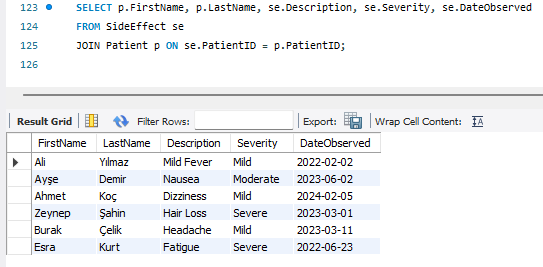 123 SELECT p.FirstName, p.LastName, se.Description, se.Severity, se.DateObserved
124 FROM SideEffect se
125 JOIN Patient p ON se.PatientID = p.PatientID;
126
Result Grid Filter Rows: Export: Wrap Cell Content: IA
FirstName LastName Description Severity DateObserved
Ali Yılmaz Mild Fever Mild 2022-02-02
Ayşe Demir Nausea Moderate 2023-06-02
Ahmet Koç Dizziness Mild 2024-02-05
Zeynep Şahin Hair Loss Severe 2023-03-01
Burak Çelik Headache Mild 2023-03-11
Esra Kurt Fatigue Severe 2022-06-23